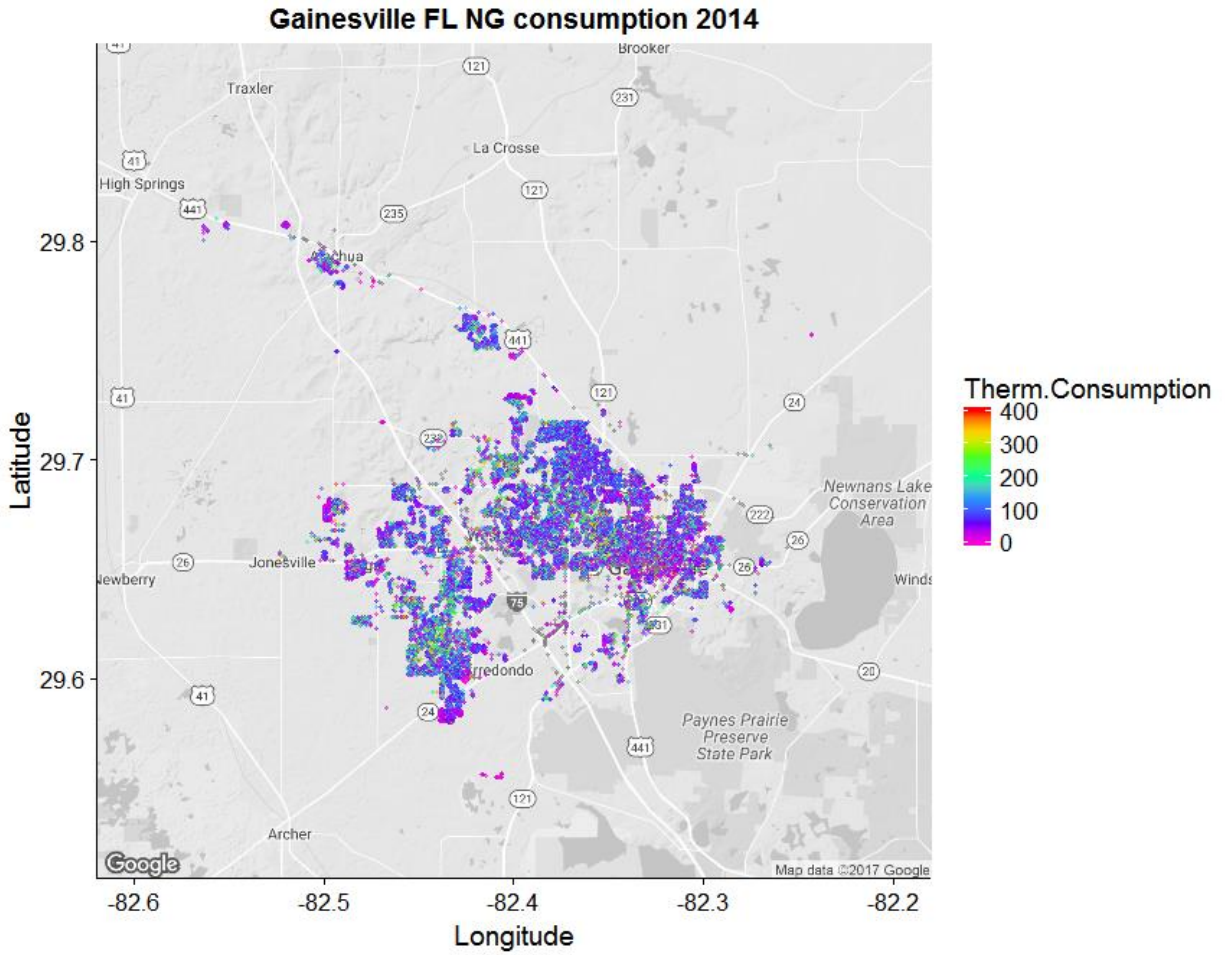 Gainesville FL NG consumption 2014
41
Brooker
121
Traxler
231
La Crosse
41
High Springs
121
441
235
29.8
441
Therm.Consumption
400
300
200
100
0
41
121
24
232
29.7
Latitude
Newnans Lake
Conservation
Area
222
26
26
Jonesville
26
Newberry
Winds
75
331
29.6
rredondo
20
41
24
Paynes Prairie
Preserve
State Park
441
121
Archer
Google
Map data ©2017 Google
-82.6
-82.5
-82.4
-82.3
-82.2
Longitude